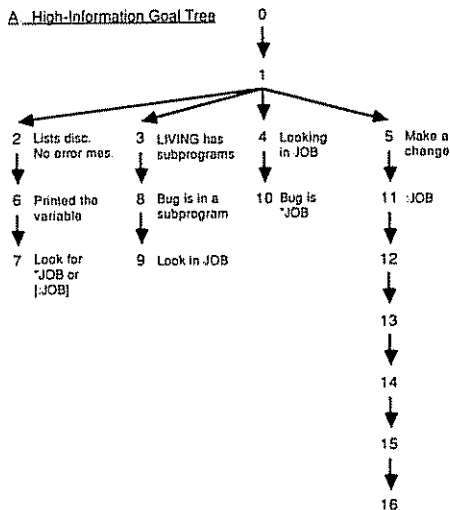 A. High-Information Goal Tree
0
1
2 Lists disc.
No error mes.
3 LIVING has
subprograms
4 Looking
in JOB
5 Make a
change
6 Printed the
variable
8 Bug is in a
subprogram
10 Bug is
"JOB
11 :JOB
7 Look for
"JOB or
[:JOB]
9 Look in JOB
12
13
14
15
16